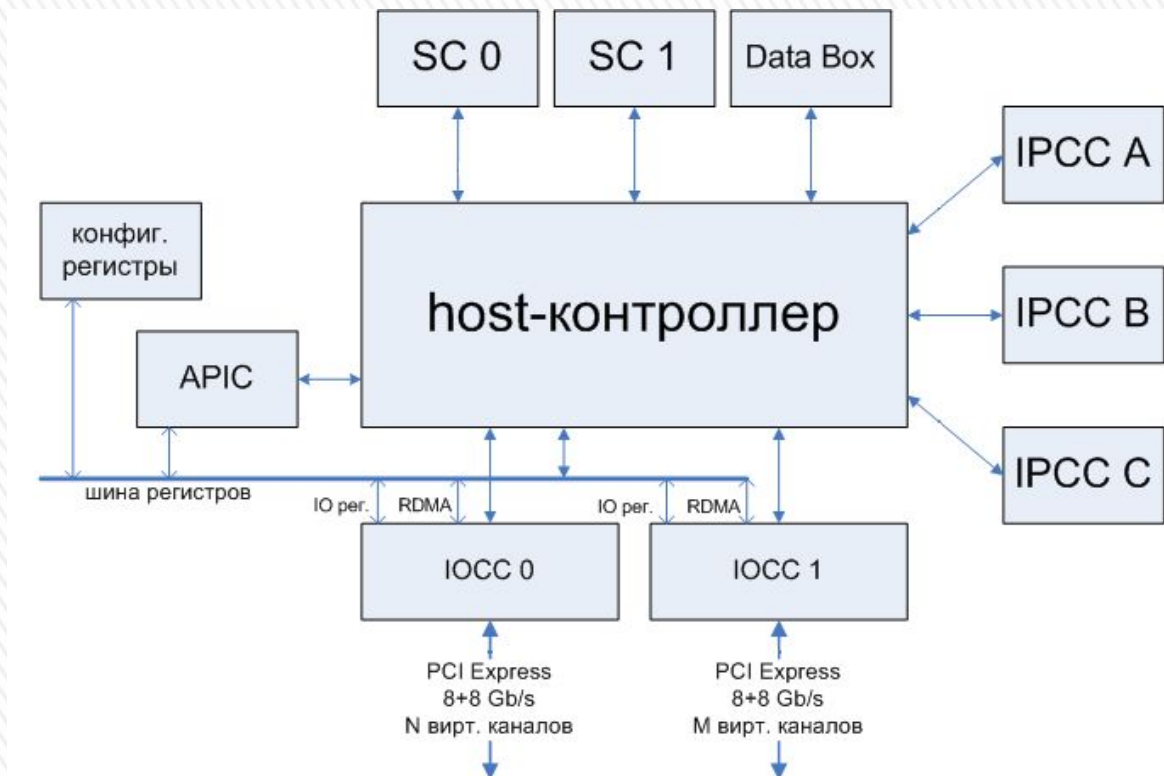 SC 0
SC 1
Data Box
IPCC A
конфиг.
регистры
host-контроллер
IPCC B
APIC
IPCC C
шина регистров
IO рег.
RDMA
IO рег.
RDMA
IOCC 0
IOCC 1
PCI Express
8+8 Gb/s
N вирт. каналов
PCI Express
8+8 Gb/s
M вирт. каналов